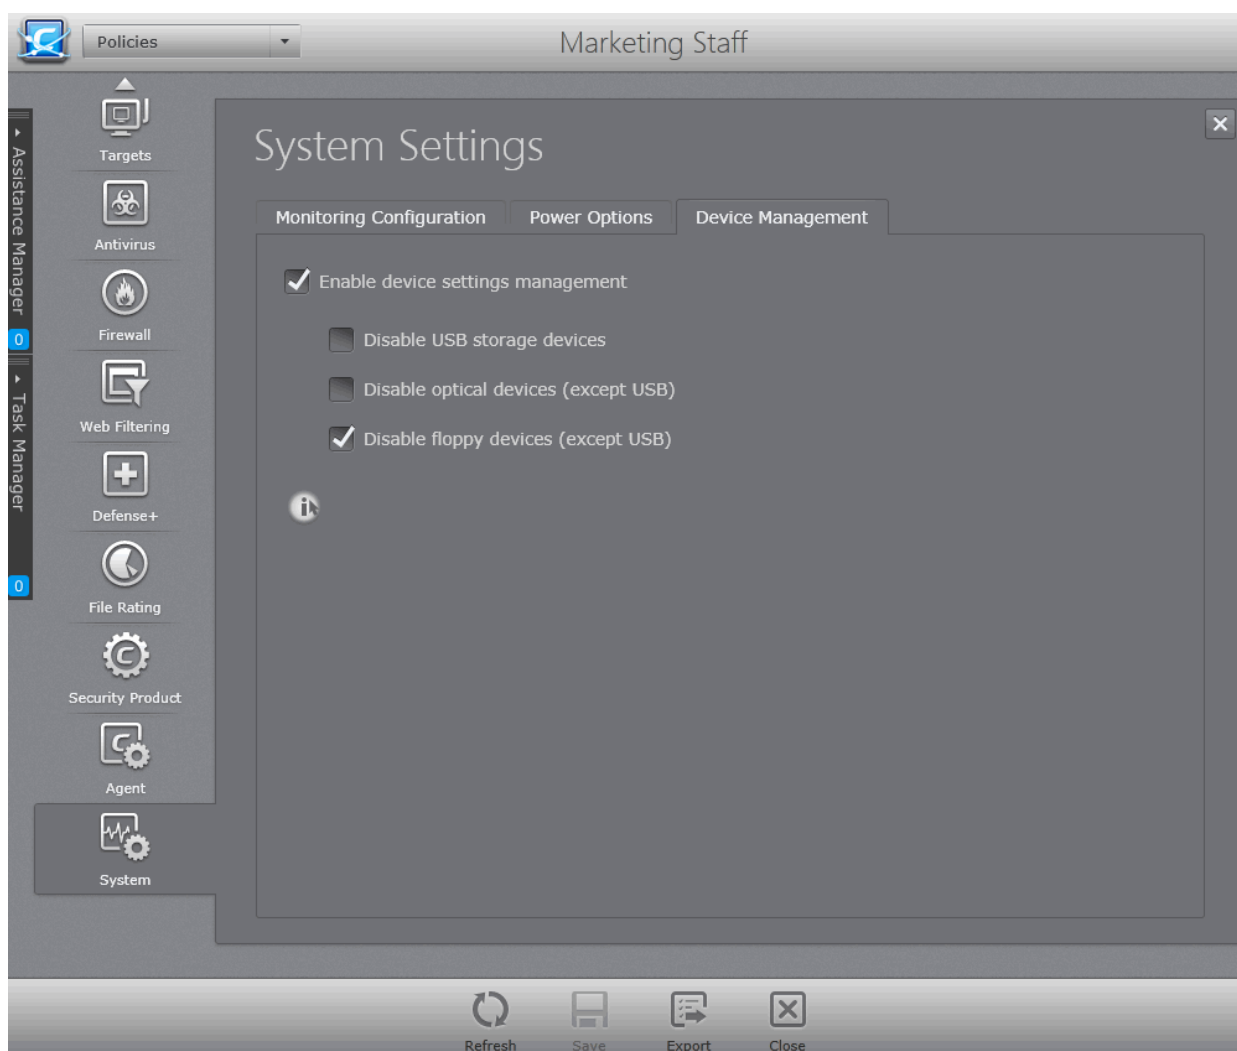 Policies
Marketing Staff
Targets
Antivirus
Firewall
Web Filtering
Defense+
File Rating
Security Product
Agent
System
Assistance Manager
0
Task Manager
0
System Settings
Monitoring Configuration
Power Options
Device Management
Enable device settings management
Disable USB storage devices
Disable optical devices (except USB)
Disable floppy devices (except USB)
Refresh
Save
Export
Close